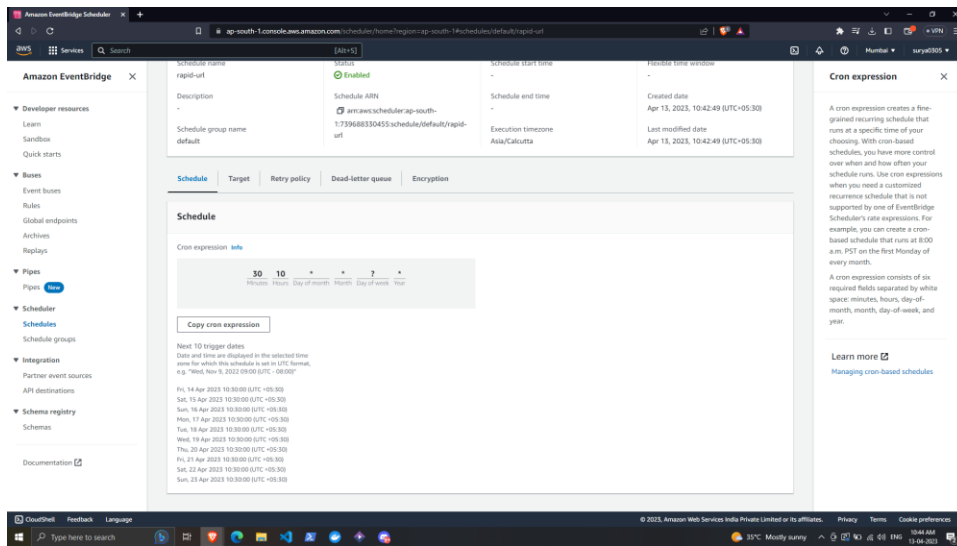 Amazon EventBridge Scheduler
ap-south-1.console.aws.amazon.com/scheduler/home?region=ap-south-1#schedules/default/rapid-url
VPN
aws
Services
Search
[Alt+S]
Mumbai
surya0305
Amazon EventBridge
Developer resources
Learn
Sandbox
Quick starts
Buses
Event buses
Rules
Global endpoints
Archives
Replays
Pipes
Pipes New
Scheduler
Schedules
Schedule groups
Integration
Partner event sources
API destinations
Schema registry
Schemas
Documentation
Schedule name
rapid-url
Description
-
Schedule group name
default
Status
Enabled
Schedule ARN
arn:aws:scheduler:ap-south-
1:739688330455:schedule/default/rapid-
url
Schedule start time
-
Schedule end time
-
Execution timezone
Asia/Calcutta
Flexible time window
-
Created date
Apr 13, 2023, 10:42:49 (UTC+05:30)
Last modified date
Apr 13, 2023, 10:42:49 (UTC+05:30)
Schedule Target Retry policy Dead-letter queue Encryption
Schedule
Cron expression Info
30 10 * * ? *
Minutes Hours Day of month Month Day of week Year
Copy cron expression
Next 10 trigger dates
Date and time are displayed in the selected time
zone for which this schedule is set in UTC format,
e.g. "Wed, Nov 9, 2022 09:00 (UTC - 08:00)"
Fri, 14 Apr 2023 10:30:00 (UTC +05:30)
Sat, 15 Apr 2023 10:30:00 (UTC +05:30)
Sun, 16 Apr 2023 10:30:00 (UTC +05:30)
Mon, 17 Apr 2023 10:30:00 (UTC +05:30)
Tue, 18 Apr 2023 10:30:00 (UTC +05:30)
Wed, 19 Apr 2023 10:30:00 (UTC +05:30)
Thu, 20 Apr 2023 10:30:00 (UTC +05:30)
Fri, 21 Apr 2023 10:30:00 (UTC +05:30)
Sat, 22 Apr 2023 10:30:00 (UTC +05:30)
Sun, 23 Apr 2023 10:30:00 (UTC +05:30)
Cron expression
A cron expression creates a fine-
grained recurring schedule that
runs at a specific time of your
choosing. With cron-based
schedules, you have more control
over when and how often your
schedule runs. Use cron expressions
when you need a customized
recurrence schedule that is not
supported by one of EventBridge
Scheduler's rate expressions. For
example, you can create a cron-
based schedule that runs at 8:00
a.m. PST on the first Monday of
every month.
A cron expression consists of six
required fields separated by white
space: minutes, hours, day-of-
month, month, day-of-week, and
year.
Learn more
Managing cron-based schedules
CloudShell Feedback Language
© 2023, Amazon Web Services India Private Limited or its affiliates. Privacy Terms Cookie preferences
Type here to search
35°C Mostly sunny
ENG
10:44 AM
13-04-2023